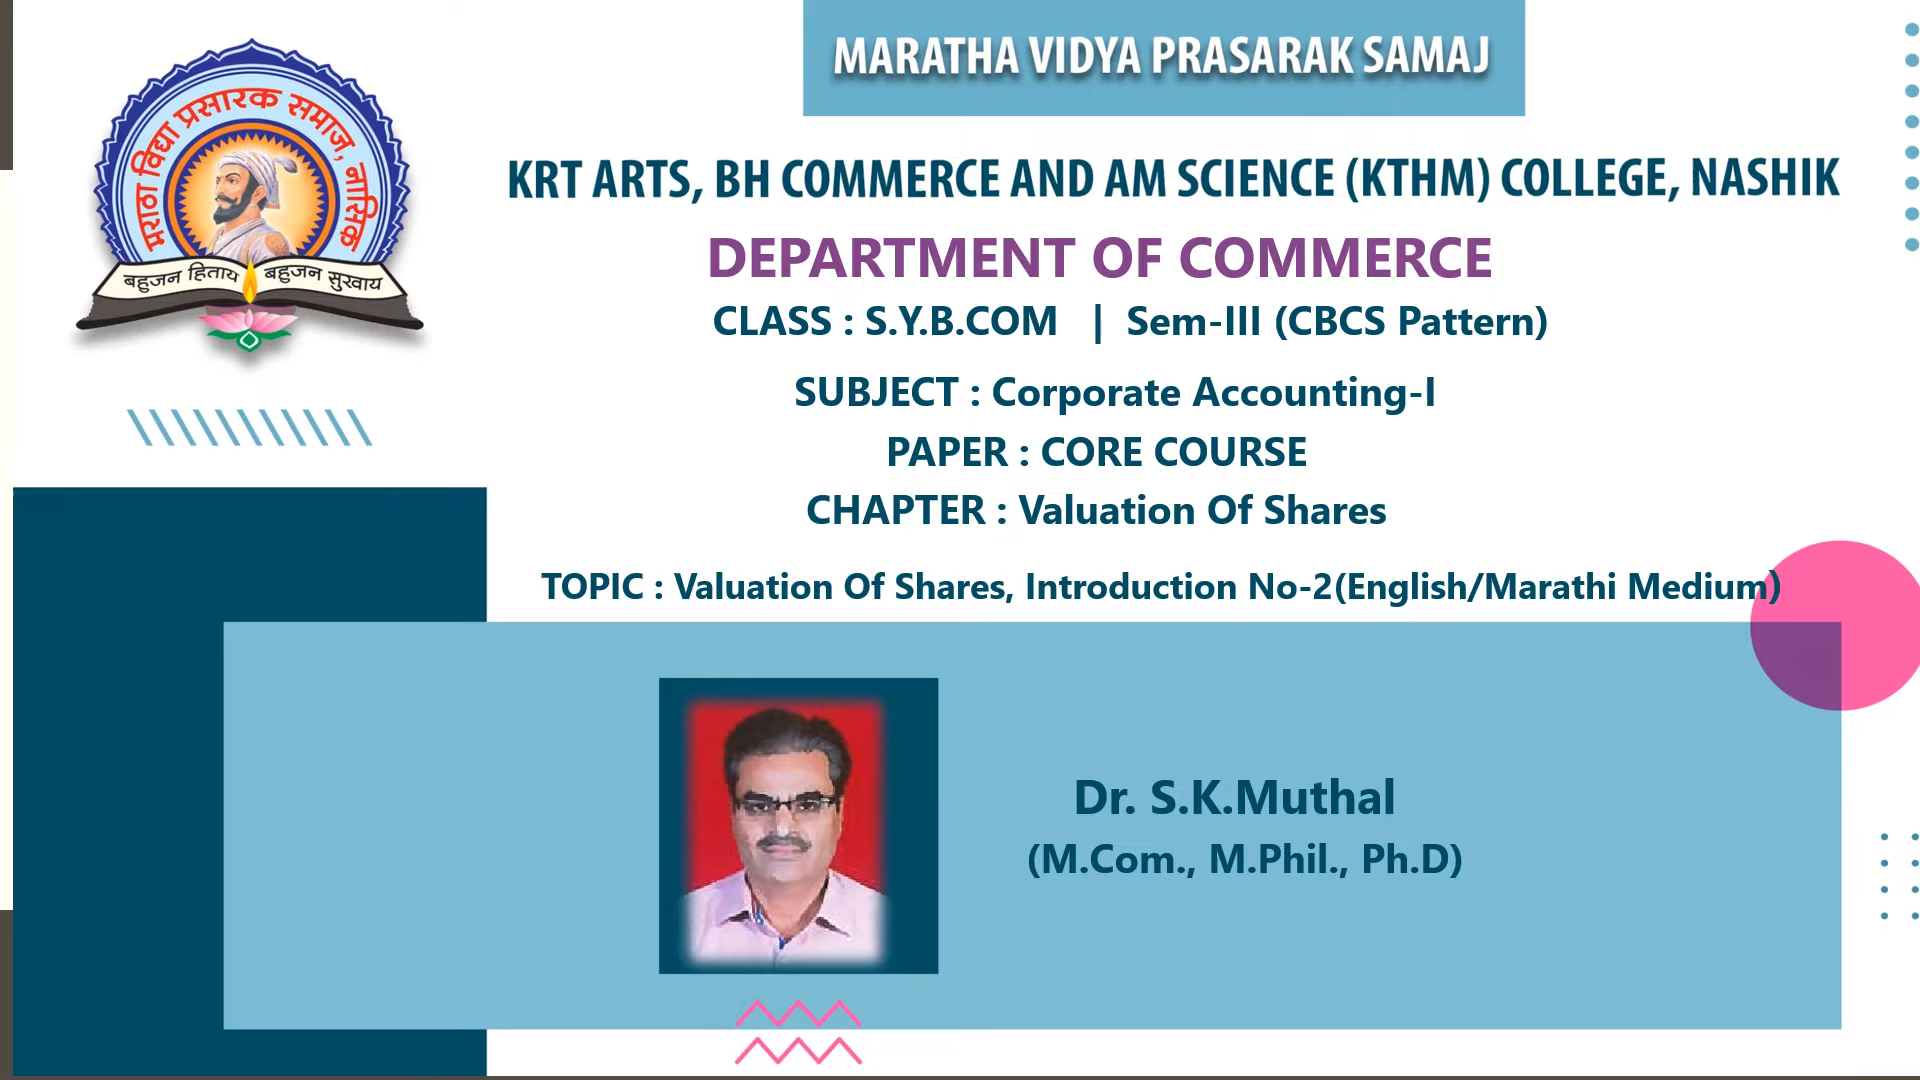 मराठा विद्या प्रसारक समाज, नाशिक
बहुजन हिताय बहुजन सुखाय
MARATHA VIDYA PRASARAK SAMAJ
KRT ARTS, BH COMMERCE AND AM SCIENCE (KTHM) COLLEGE, NASHIK
DEPARTMENT OF COMMERCE
CLASS : S.Y.B.COM | Sem-III (CBCS Pattern)
SUBJECT : Corporate Accounting-I
PAPER : CORE COURSE
CHAPTER : Valuation Of Shares
TOPIC : Valuation Of Shares, Introduction No-2(English/Marathi Medium)
Dr. S.K.Muthal
(M.Com., M.Phil., Ph.D)